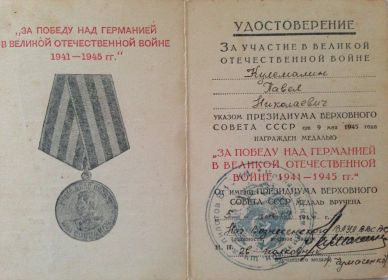 „ЗА ПОБЕДУ НАД ГЕРМАНИЕЙ
В ВЕЛИКОЙ ОТЕЧЕСТВЕННОЙ ВОЙНЕ
1941—1945 гг."
УДОСТОВЕРЕНИЕ
ЗА УЧАСТИЕ В ВЕЛИКОЙ
ОТЕЧЕСТВЕННОЙ ВОЙНЕ
Кулемалин
Павел
Николаевич
УКАЗОМ ПРЕЗИДИУМА ВЕРХОВНОГО
СОВЕТА СССР от 9 мая 1945 года
НАГРАЖДЕН МЕДАЛЬЮ
„ЗА ПОБЕДУ НАД ГЕРМАНИЕЙ
В ВЕЛИКОЙ ОТЕЧЕСТВЕННОЙ
ВОЙНЕ 1941—1945 гг."
ОТ ИМЕНИ ПРЕЗИДИУМА ВЕРХОВНОГО
СОВЕТА СССР МЕДАЛЬ ВРУЧЕНА
М. П.
полковник